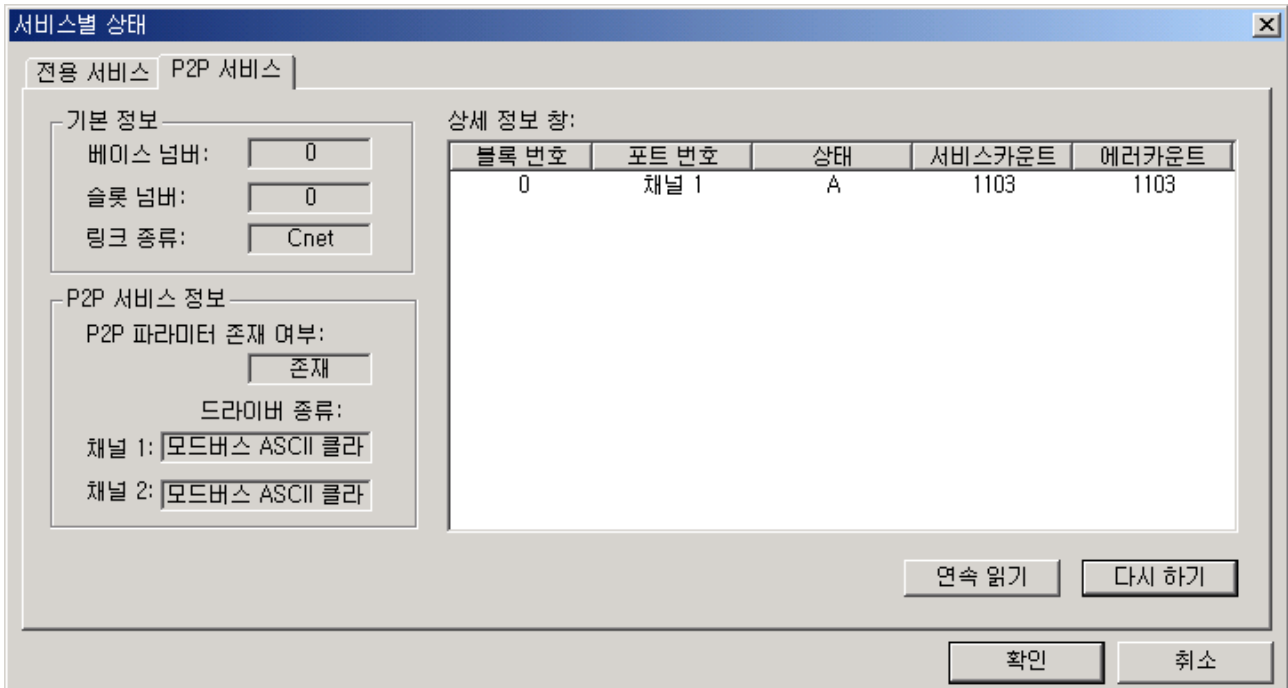 서비스별 상태
전용 서비스 P2P 서비스
기본 정보
베이스 넘버: 0
슬롯 넘버: 0
링크 종류: Cnet
P2P 서비스 정보
P2P 파라미터 존재 여부:
존재
드라이버 종류:
채널 1: 모드버스 ASCII 클라
채널 2: 모드버스 ASCII 클라
상세 정보 창:
블록 번호 포트 번호 상태 서비스카운트 에러카운트
0 채널 1 A 1103 1103
연속 읽기 다시 하기
확인 취소